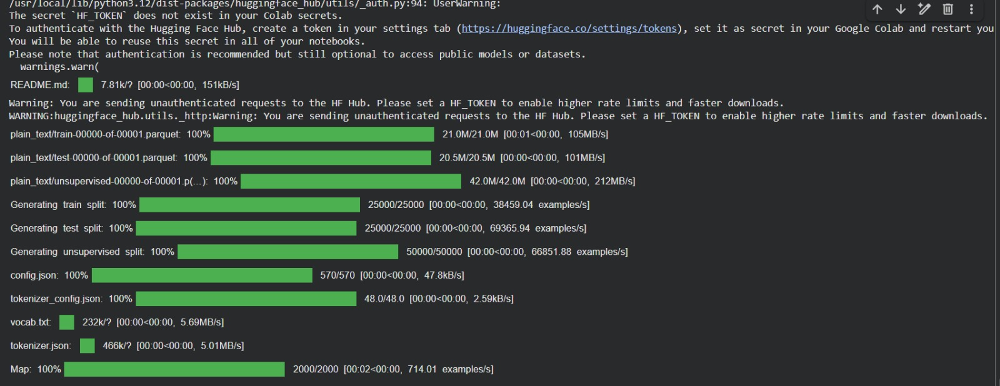 /usr/local/lib/python3.12/dist-packages/huggingface_hub/utils/_auth.py:94: UserWarning:
The secret `HF_TOKEN` does not exist in your Colab secrets.
To authenticate with the Hugging Face Hub, create a token in your settings tab (https://huggingface.co/settings/tokens), set it as secret in your Google Colab and restart you
You will be able to reuse this secret in all of your notebooks.
Please note that authentication is recommended but still optional to access public models or datasets.
  warnings.warn(
README.md: 7.81k/? [00:00<00:00, 151kB/s]
Warning: You are sending unauthenticated requests to the HF Hub. Please set a HF_TOKEN to enable higher rate limits and faster downloads.
WARNING:huggingface_hub.utils._http:Warning: You are sending unauthenticated requests to the HF Hub. Please set a HF_TOKEN to enable higher rate limits and faster downloads.
plain_text/train-00000-of-00001.parquet: 100% 21.0M/21.0M [00:01<00:00, 105MB/s]
plain_text/test-00000-of-00001.parquet: 100% 20.5M/20.5M [00:00<00:00, 101MB/s]
plain_text/unsupervised-00000-of-00001.p(…): 100% 42.0M/42.0M [00:00<00:00, 212MB/s]
Generating train split: 100% 25000/25000 [00:00<00:00, 38459.04 examples/s]
Generating test split: 100% 25000/25000 [00:00<00:00, 69365.94 examples/s]
Generating unsupervised split: 100% 50000/50000 [00:00<00:00, 66851.88 examples/s]
config.json: 100% 570/570 [00:00<00:00, 47.8kB/s]
tokenizer_config.json: 100% 48.0/48.0 [00:00<00:00, 2.59kB/s]
vocab.txt: 232k/? [00:00<00:00, 5.69MB/s]
tokenizer.json: 466k/? [00:00<00:00, 5.01MB/s]
Map: 100% 2000/2000 [00:02<00:00, 714.01 examples/s]